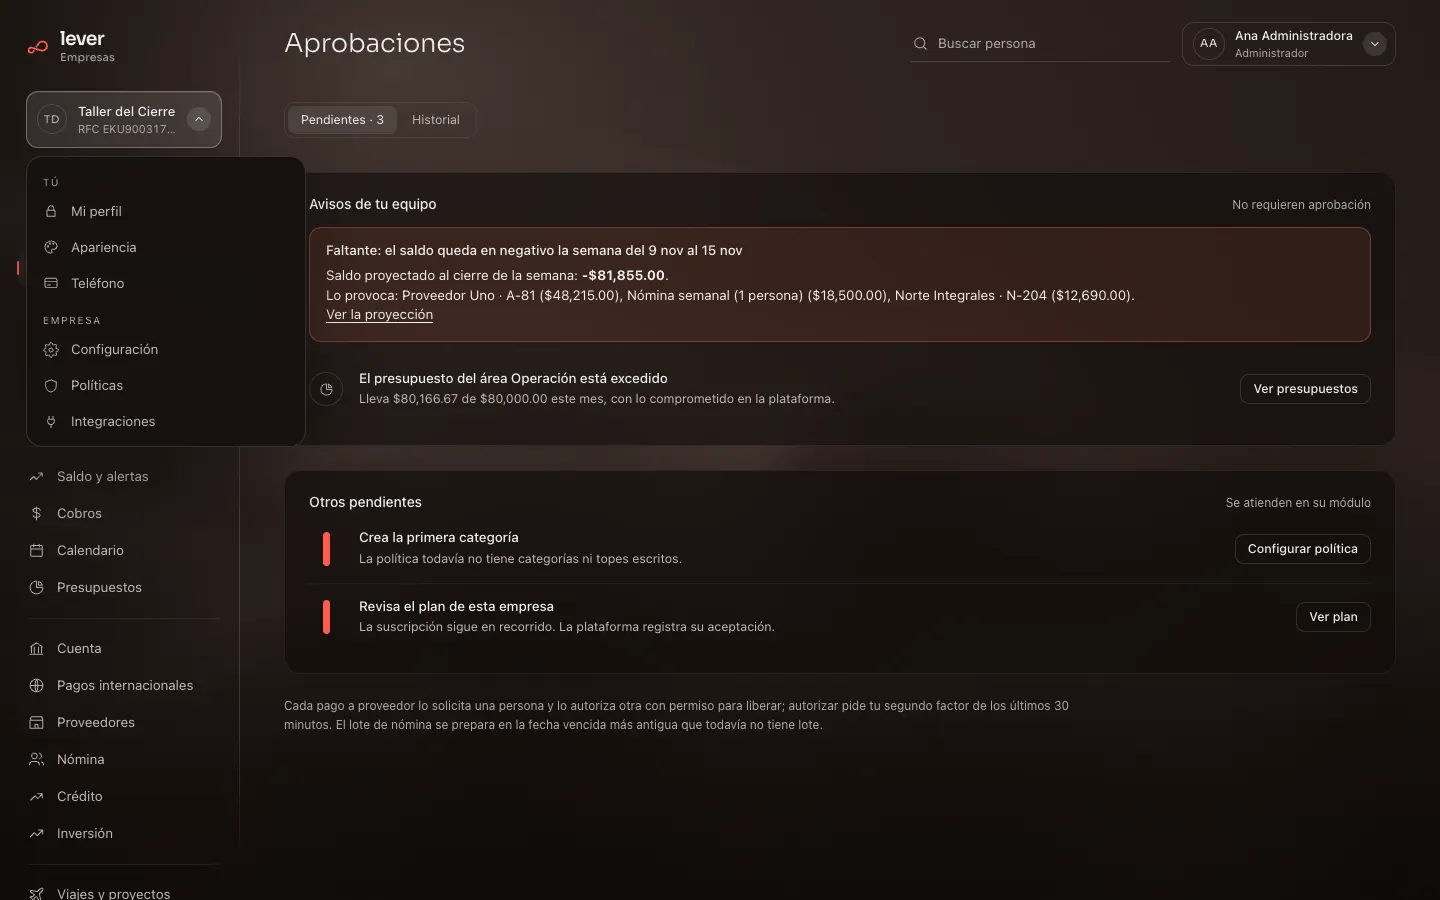 lever
Empresas
Aprobaciones
Buscar persona
AA
Ana Administradora
Administrador
TD
Taller del Cierre
RFC EKU900317...
Pendientes · 3
Historial
TÚ
Mi perfil
Apariencia
Teléfono
EMPRESA
Configuración
Políticas
Integraciones
Saldo y alertas
Cobros
Calendario
Presupuestos
Cuenta
Pagos internacionales
Proveedores
Nómina
Crédito
Inversión
Viajes y proyectos
Avisos de tu equipo
No requieren aprobación
Faltante: el saldo queda en negativo la semana del 9 nov al 15 nov
Saldo proyectado al cierre de la semana: -$81,855.00.
Lo provoca: Proveedor Uno · A-81 ($48,215.00), Nómina semanal (1 persona) ($18,500.00), Norte Integrales · N-204 ($12,690.00).
Ver la proyección
El presupuesto del área Operación está excedido
Lleva $80,166.67 de $80,000.00 este mes, con lo comprometido en la plataforma.
Ver presupuestos
Otros pendientes
Se atienden en su módulo
Crea la primera categoría
La política todavía no tiene categorías ni topes escritos.
Configurar política
Revisa el plan de esta empresa
La suscripción sigue en recorrido. La plataforma registra su aceptación.
Ver plan
Cada pago a proveedor lo solicita una persona y lo autoriza otra con permiso para liberar; autorizar pide tu segundo factor de los últimos 30
minutos. El lote de nómina se prepara en la fecha vencida más antigua que todavía no tiene lote.